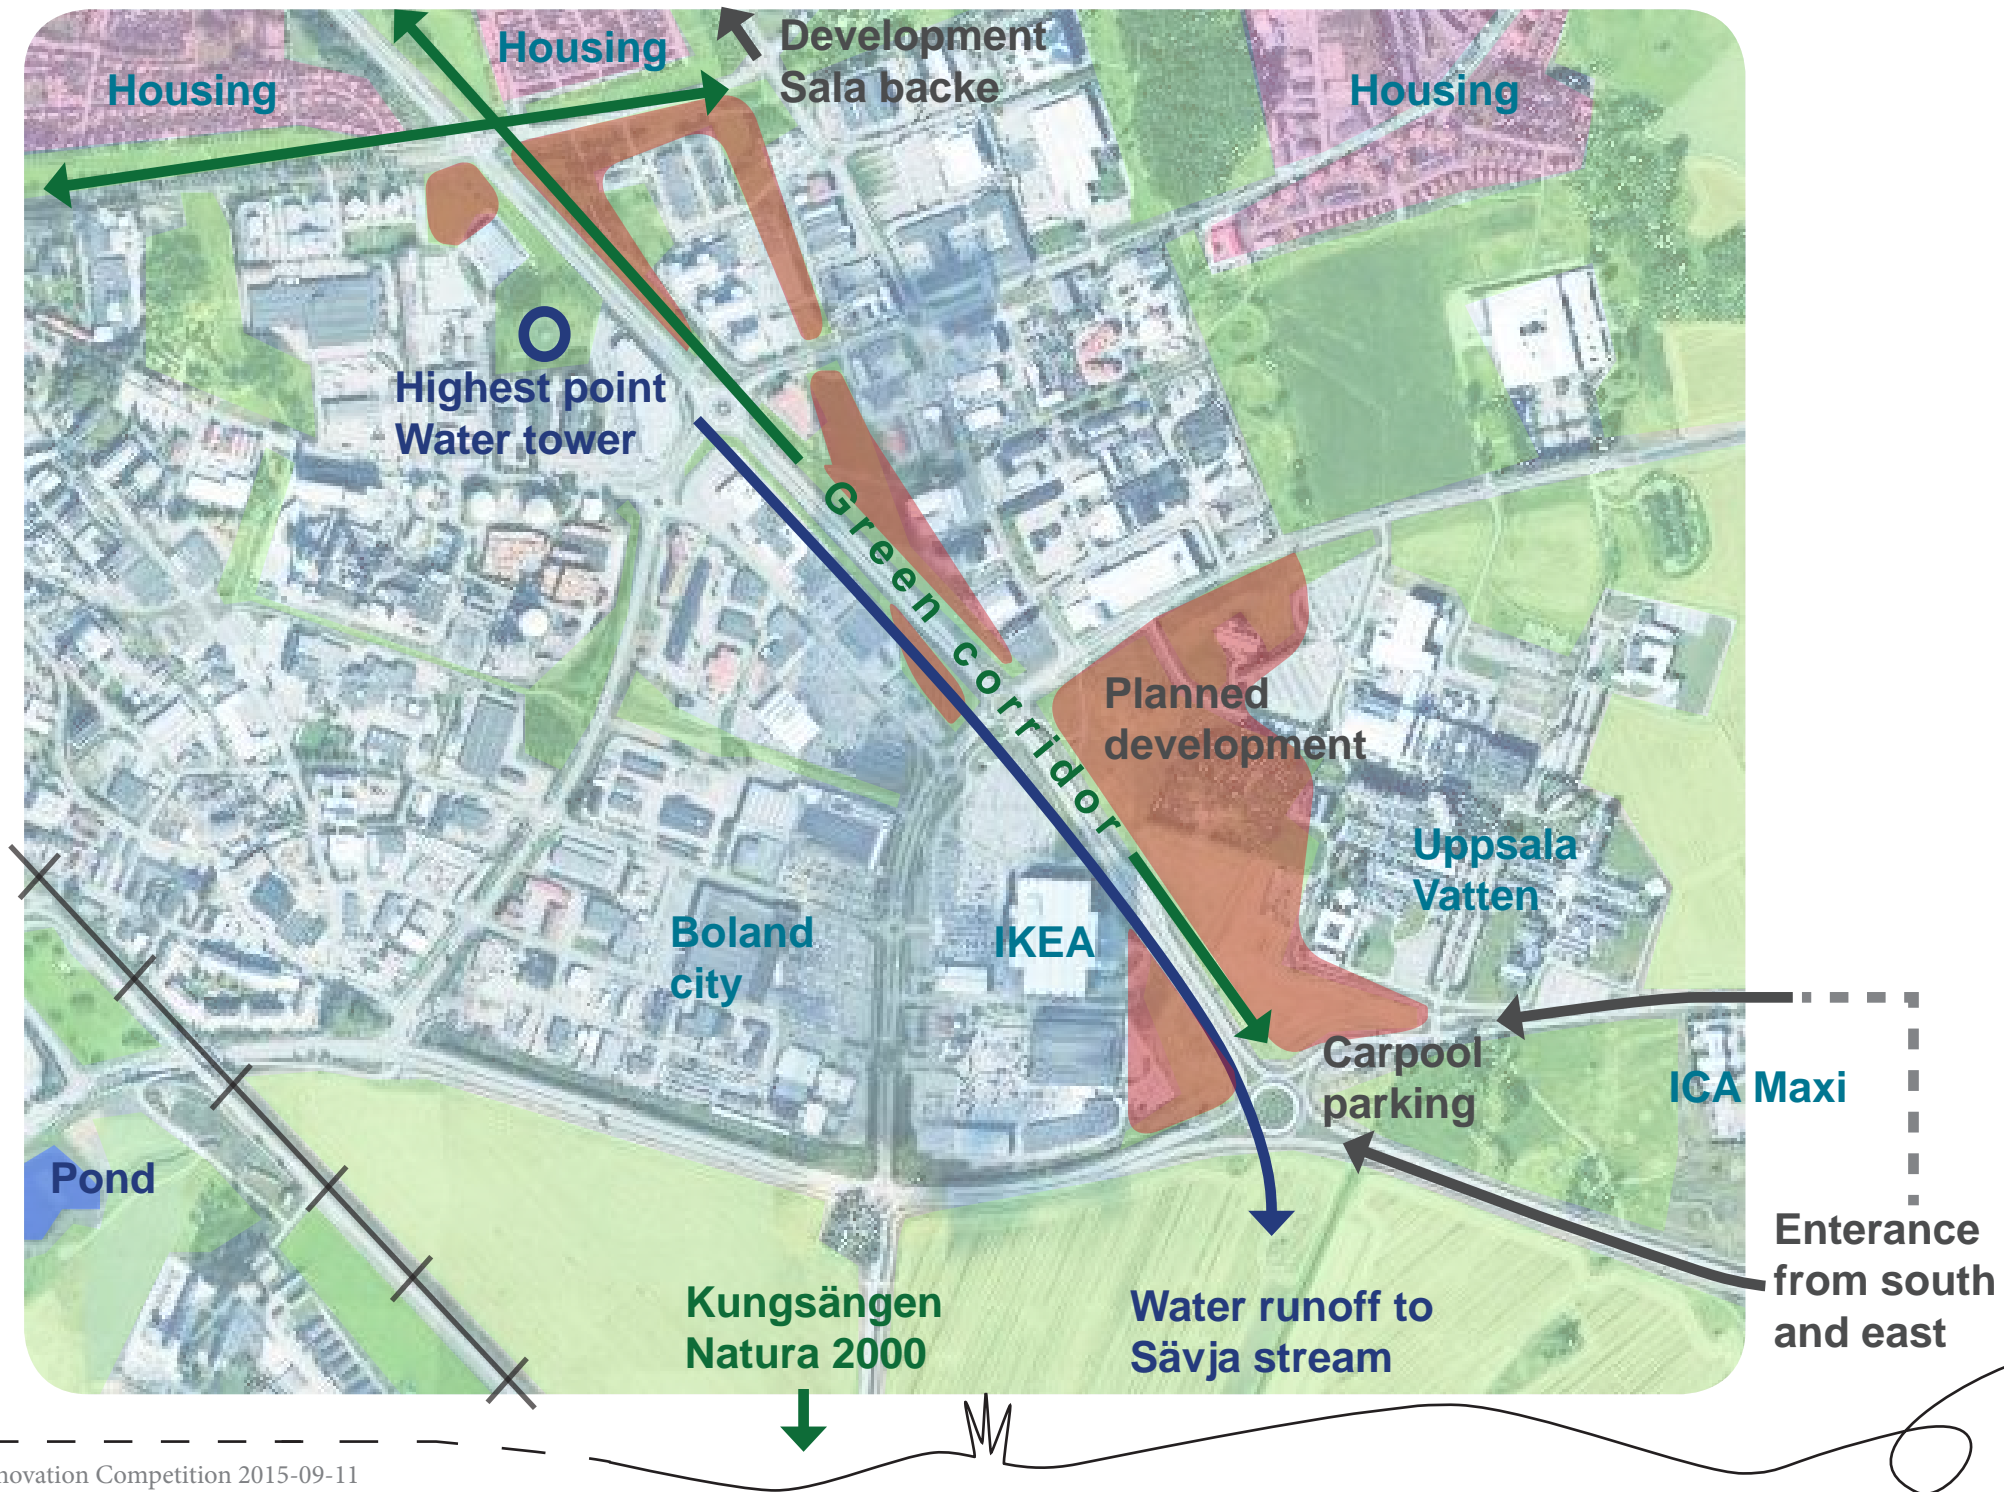 Housing
Housing
Development
Sala backe
Housing
Highest point
Water tower
Green corridor
Planned
development
Uppsala
Vatten
Boland
city
IKEA
Carpool
parking
ICA Maxi
Pond
Enterance
from south
and east
Kungsängen
Natura 2000
Water runoff to
Sävja stream
novation Competition 2015-09-11